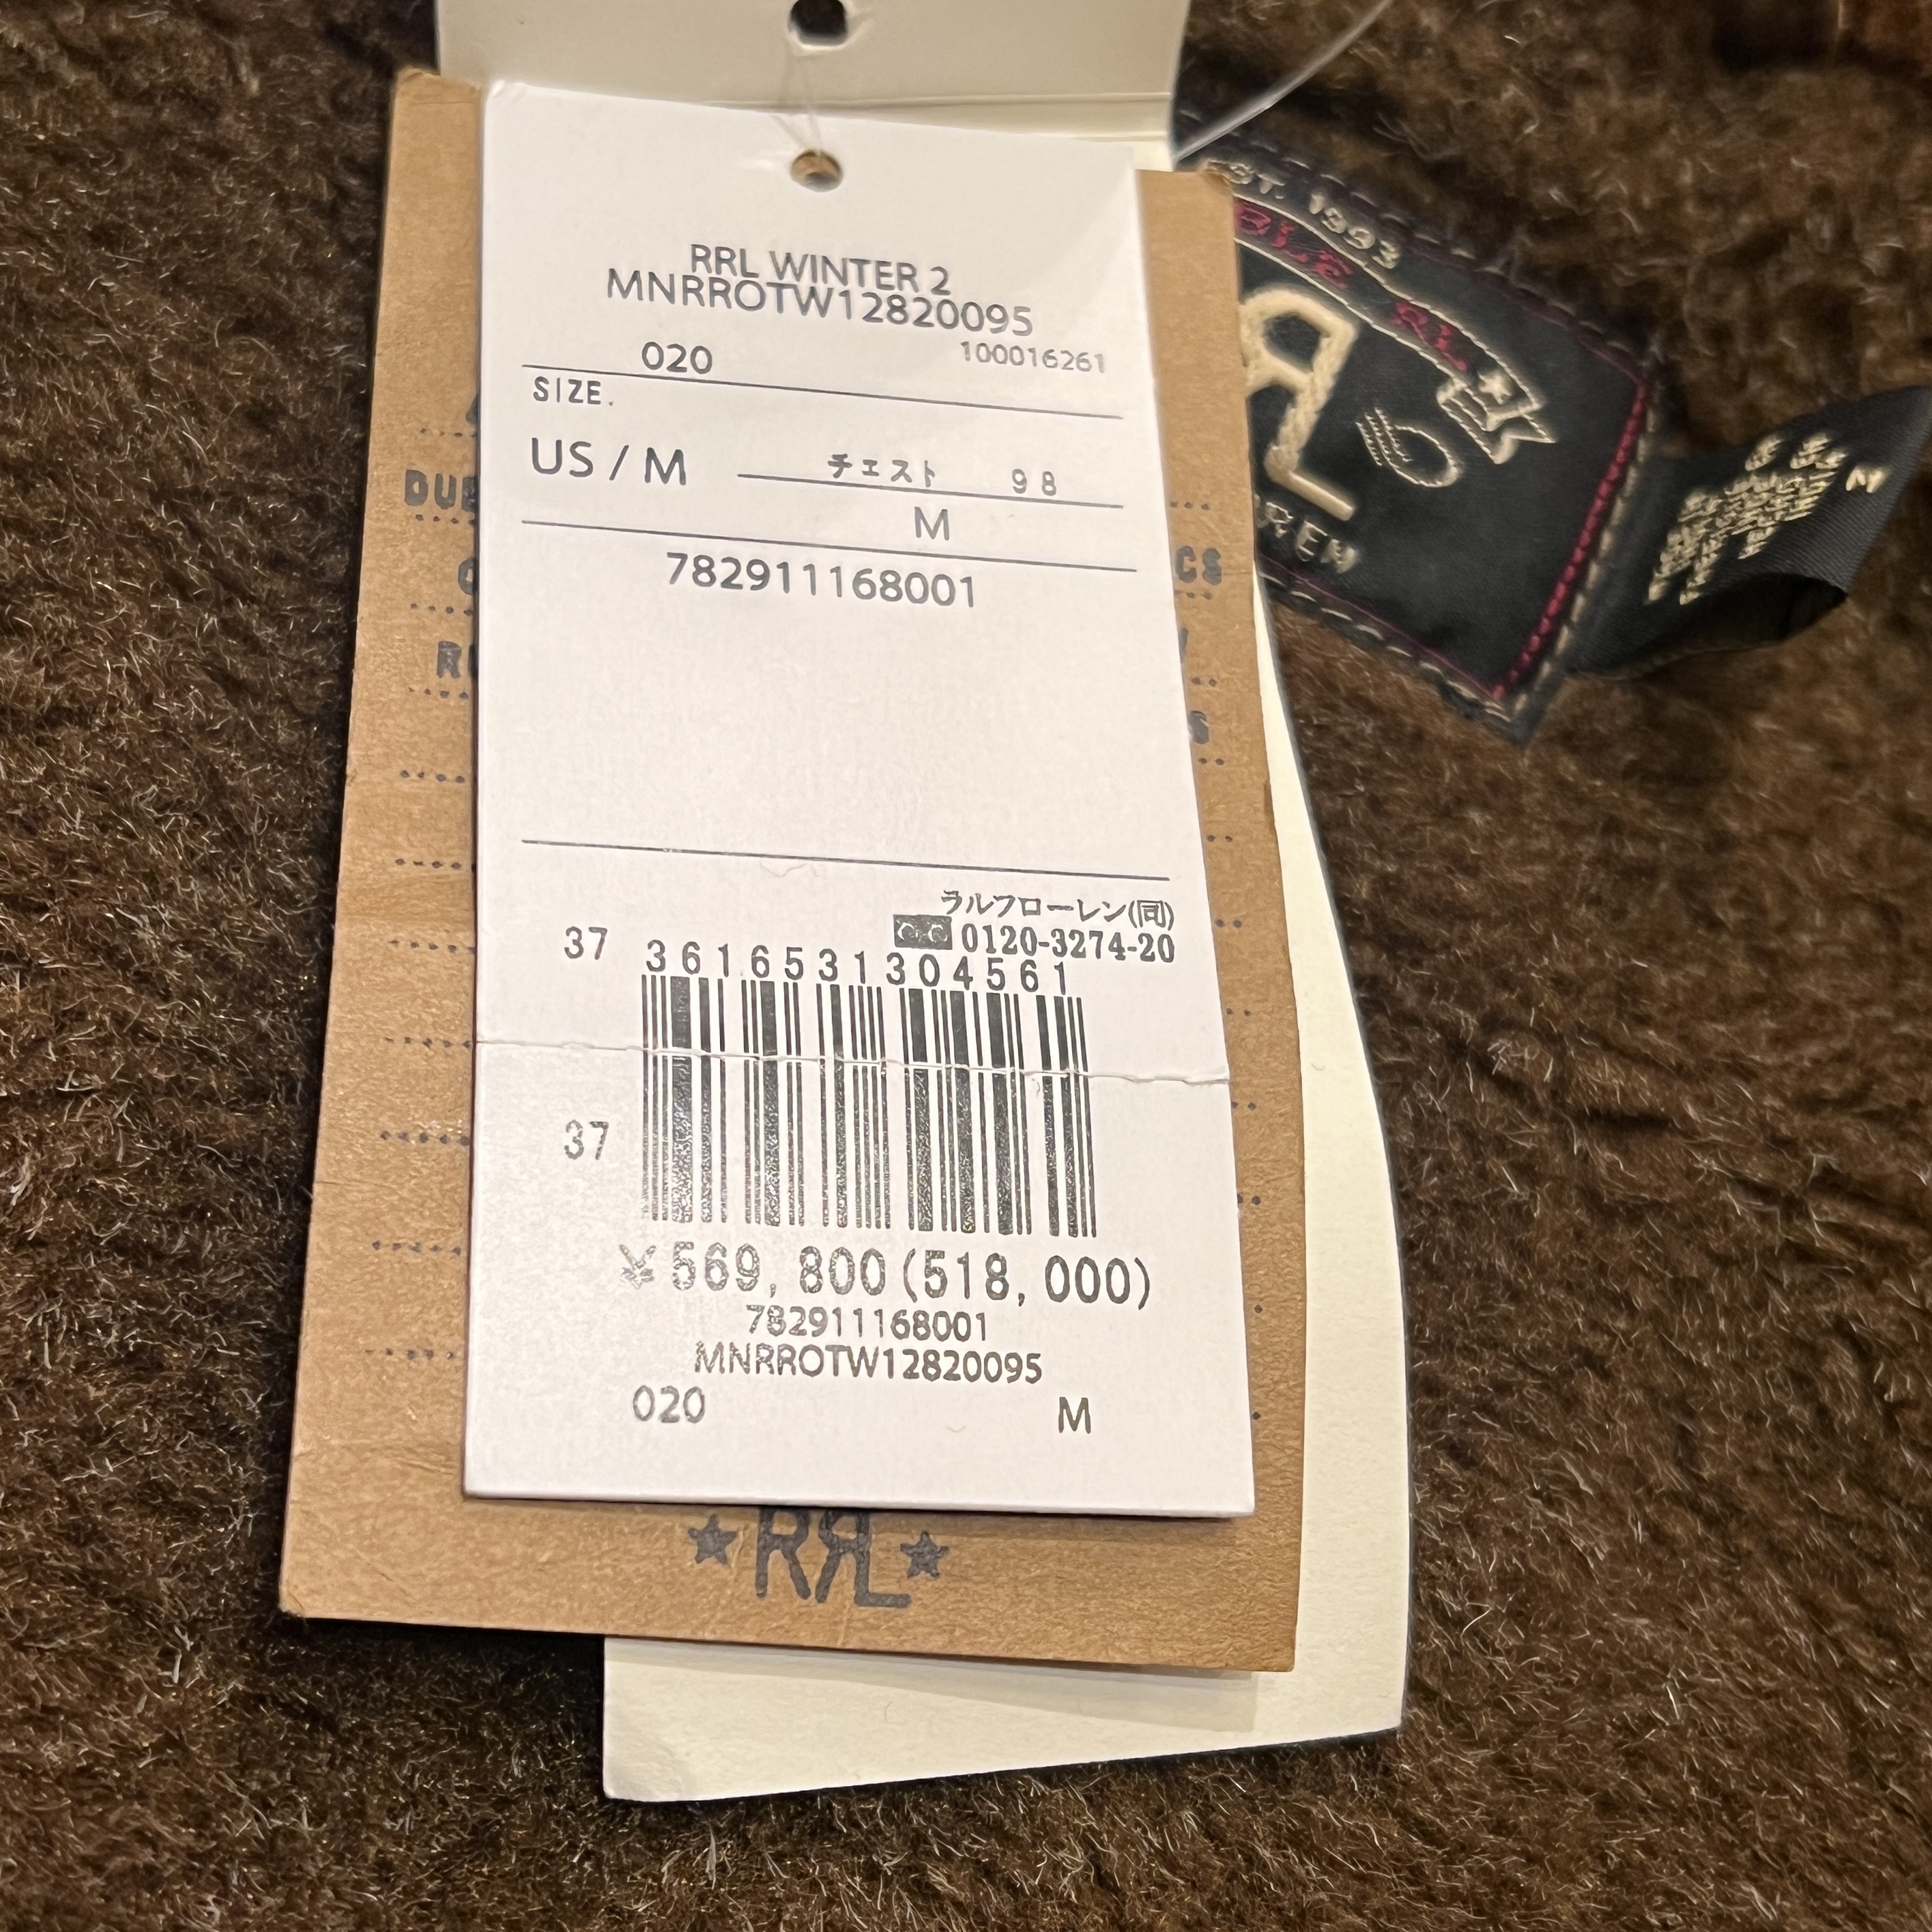 RRL WINTER 2
MNRROTW12820095
020 100016261
SIZE.
US / M チェスト 98
M
782911168001
ラルフローレン(同)
0120-3274-20
37 3616531304561
37
¥569,800(518,000)
782911168001
MNRROTW12820095
020 M
RRL
EST. 1993
RL
M